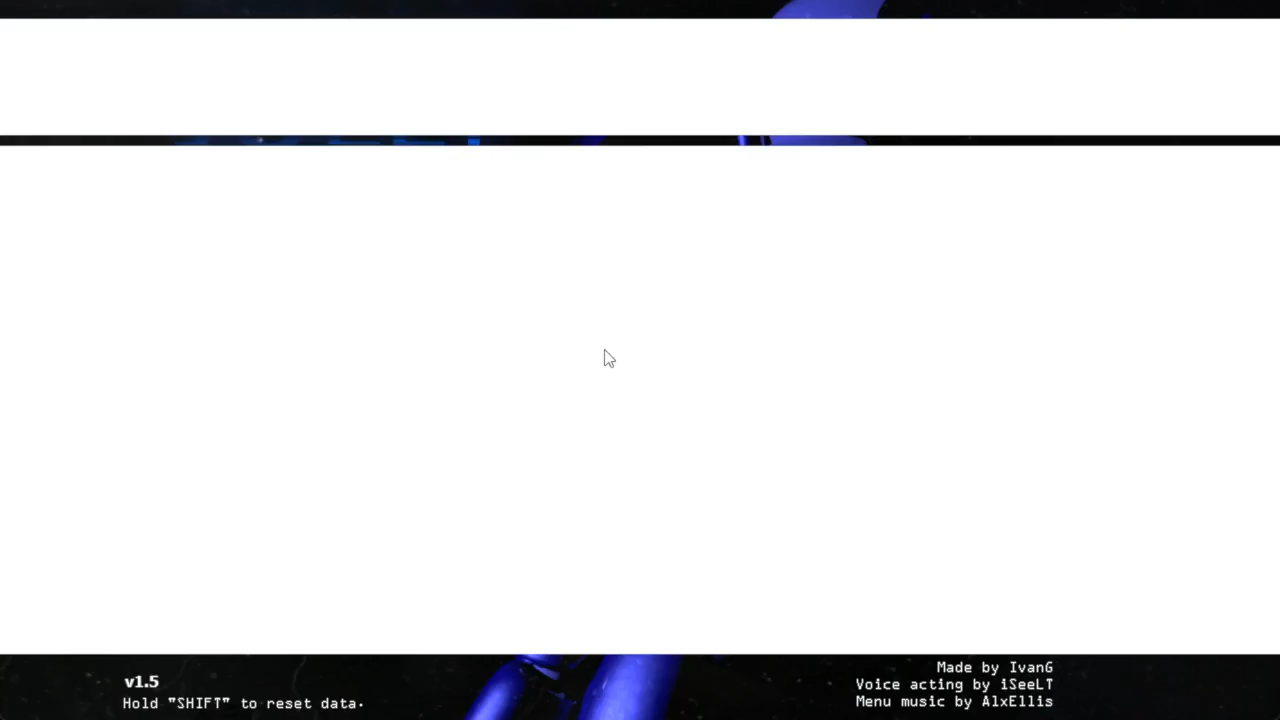 v1.5
Hold "SHIFT" to reset data.
Made by IvanG
Voice acting by iSeeLT
Menu music by AlxEllis